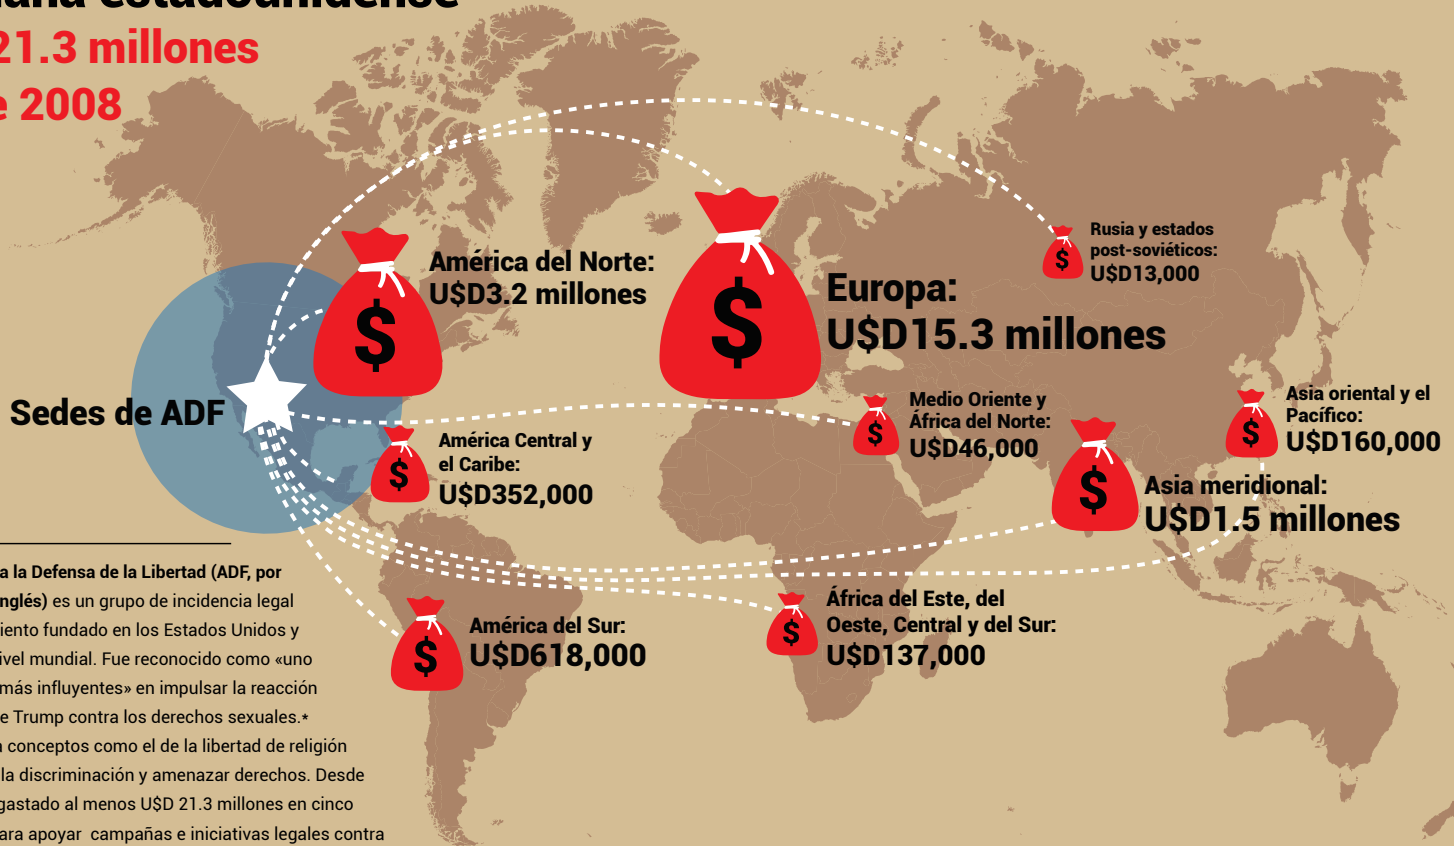 estadounidense
21.3 millones
2008
Rusia y estados
post-soviéticos:
U$D13,000
América del Norte:
U$D3.2 millones
Europa:
U$D15.3 millones
Sedes de ADF
América Central y
el Caribe:
U$D352,000
Medio Oriente y
África del Norte:
U$D46,000
Asia oriental y el
Pacífico:
U$D160,000
Asia meridional:
U$D1.5 millones
América del Sur:
U$D618,000
África del Este, del
Oeste, Central y del Sur:
U$D137,000
a la Defensa de la Libertad (ADF, por
nglés) es un grupo de incidencia legal
iento fundado en los Estados Unidos y
ivel mundial. Fue reconocido como «uno
más influyentes» en impulsar la reacción
e Trump contra los derechos sexuales.*
conceptos como el de la libertad de religión
la discriminación y amenazar derechos. Desde
gastado al menos U$D 21.3 millones en cinco
ara apoyar campañas e iniciativas legales contra
$
$
$
$
$
$
$
$
$